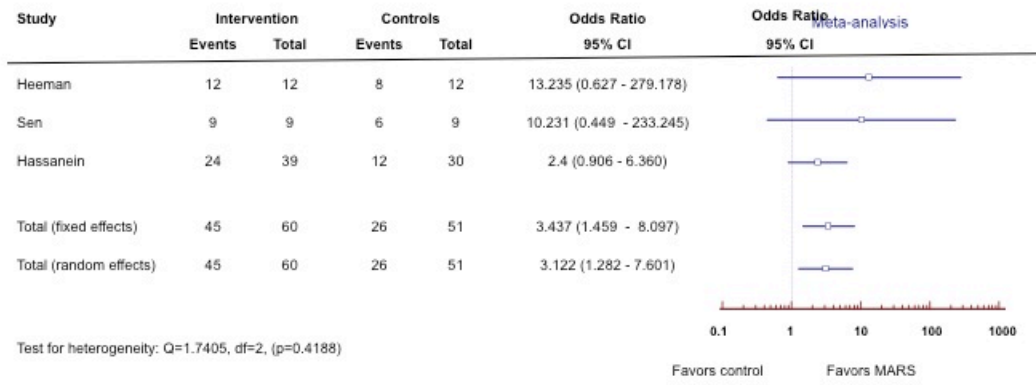 Study Intervention Controls Odds Ratio Odds Ratio Meta-analysis
Events Total Events Total 95% CI 95% CI
Heeman 12 12 8 12 13.235 (0.627 - 279.178)
Sen 9 9 6 9 10.231 (0.449 - 233.245)
Hassanein 24 39 12 30 2.4 (0.906 - 6.360)
Total (fixed effects) 45 60 26 51 3.437 (1.459 - 8.097)
Total (random effects) 45 60 26 51 3.122 (1.282 - 7.601)
0.1 1 10 100 1000
Test for heterogeneity: Q=1.7405, df=2, (p=0.4188)
Favors control Favors MARS